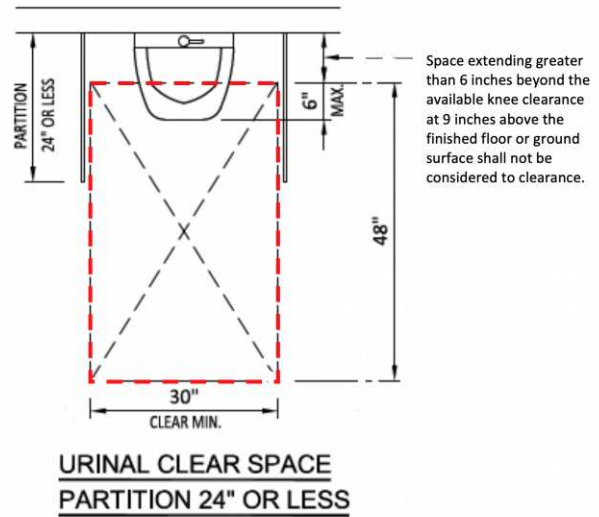 PARTITION
24" OR LESS
6"
MAX.
Space extending greater
than 6 inches beyond the
available knee clearance
at 9 inches above the
finished floor or ground
surface shall not be
considered to clearance.
48"
30"
CLEAR MIN.
URINAL CLEAR SPACE
PARTITION 24" OR LESS